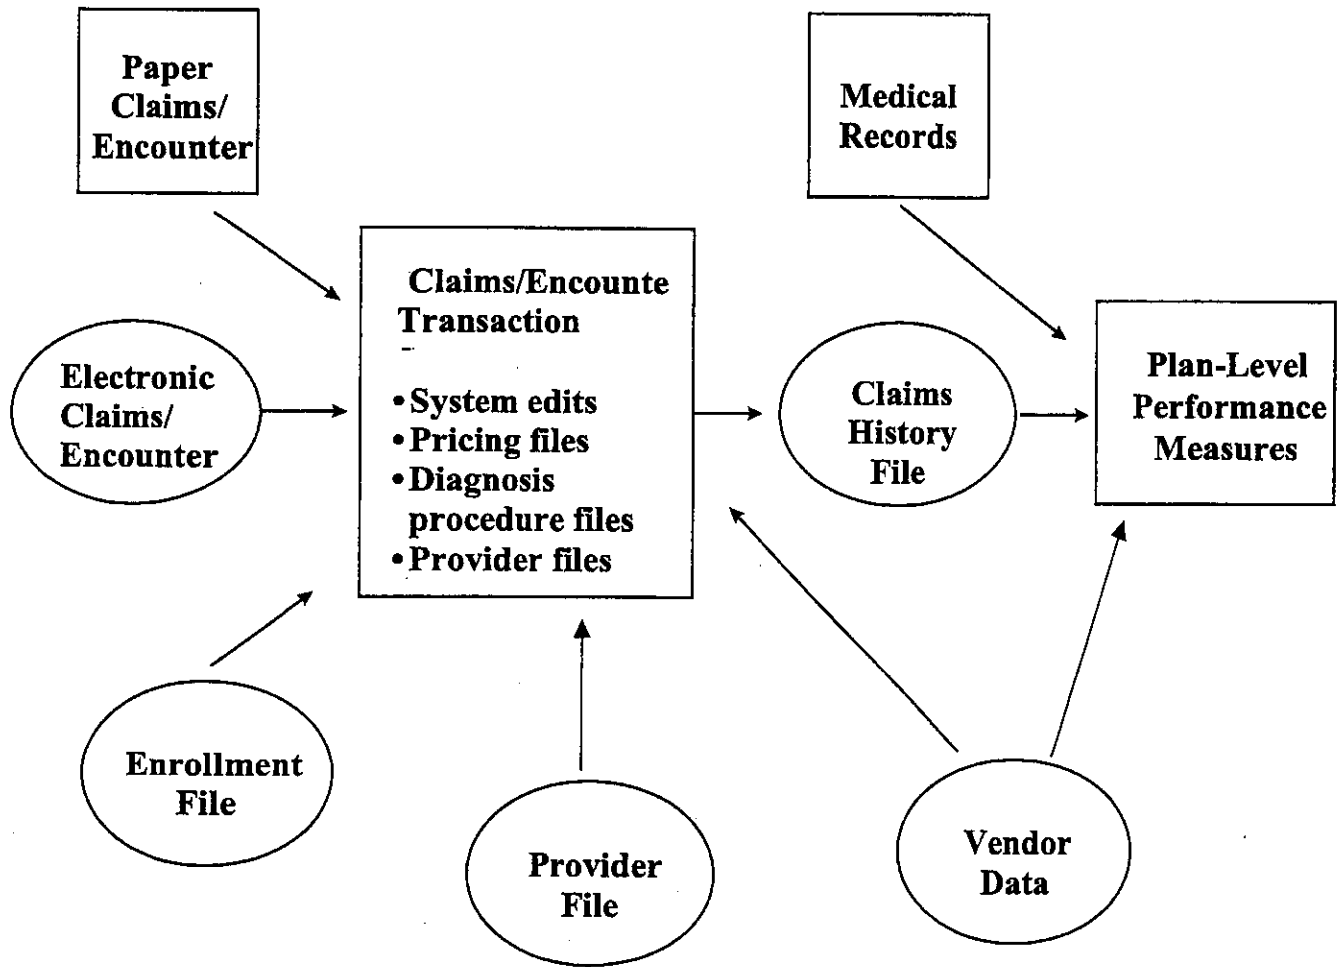 Paper
Claims/
Encounter
Medical
Records
Claims/Encounte
Transaction
• System edits
• Pricing files
• Diagnosis
procedure files
• Provider files
Electronic
Claims/
Encounter
Claims
History
File
Plan-Level
Performance
Measures
Enrollment
File
Provider
File
Vendor
Data